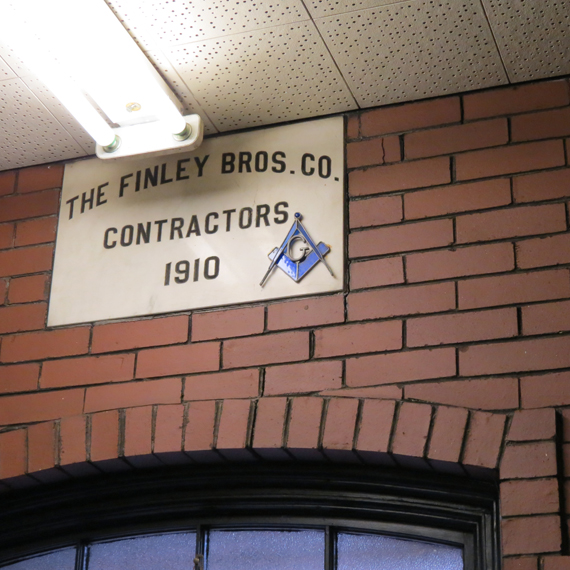 THE FINLEY BROS. CO.
CONTRACTORS
1910
G